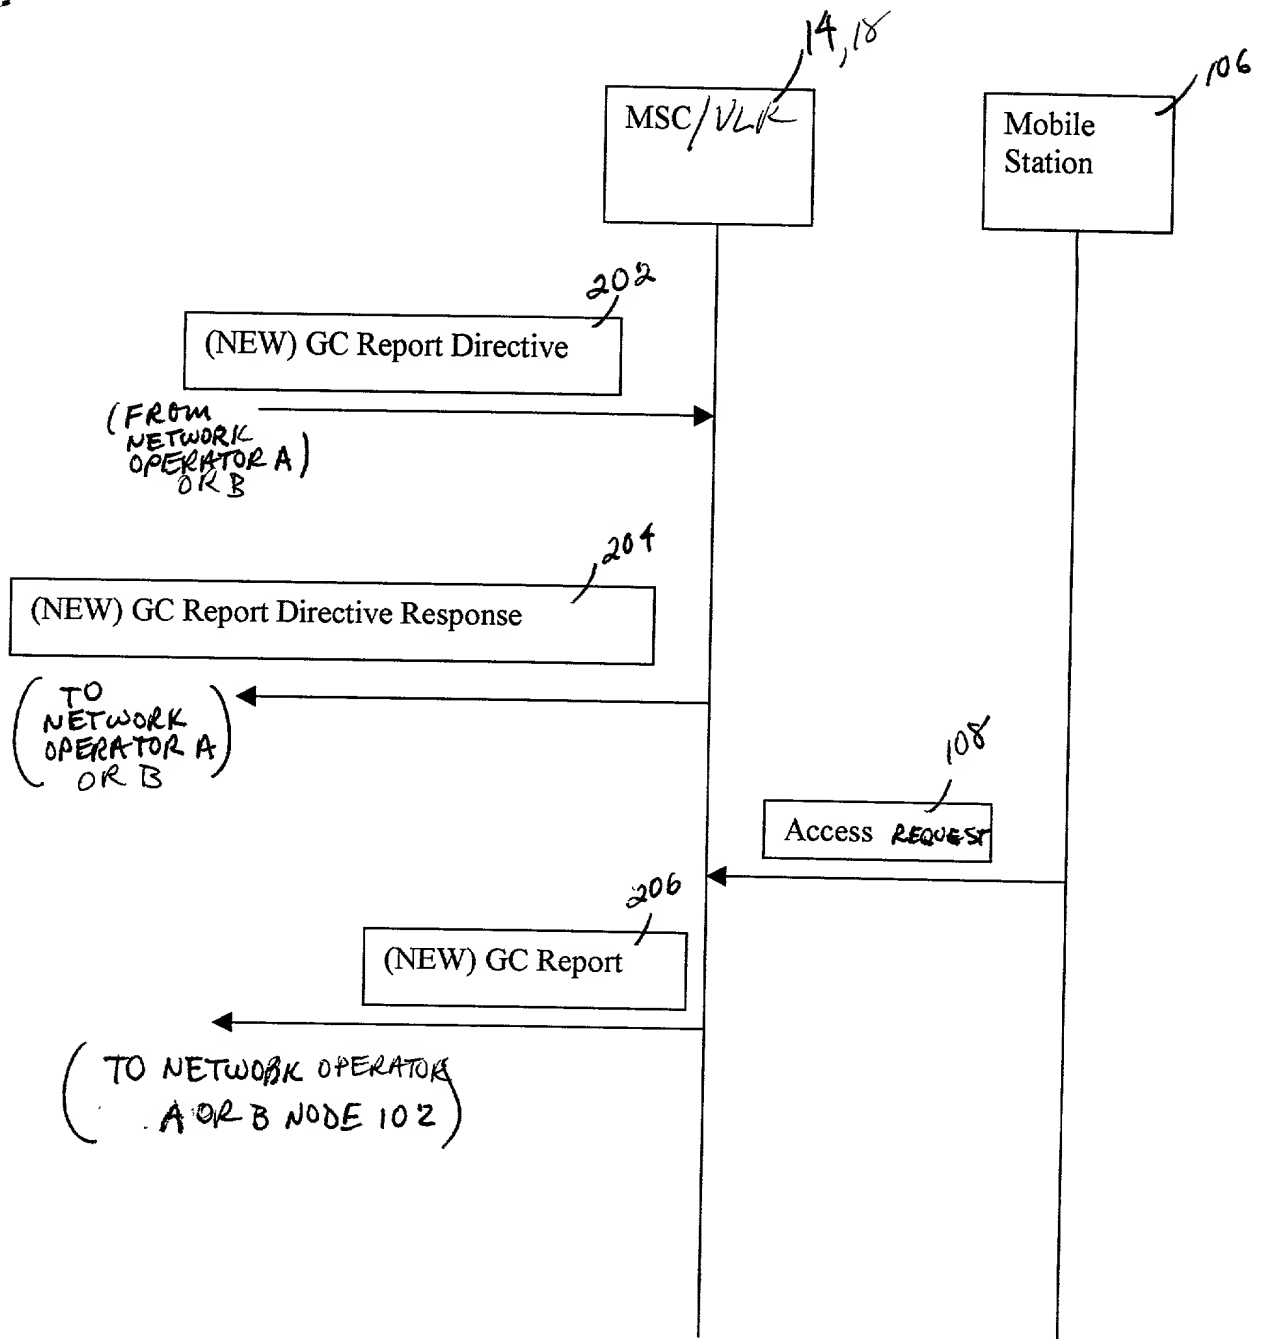 14, 18
106
MSC/VLR
Mobile
Station
202
(NEW) GC Report Directive
(FROM
NETWORK
OPERATOR A)
OR B
204
(NEW) GC Report Directive Response
(TO
NETWORK
OPERATOR A
OR B)
108
Access REQUEST
206
(NEW) GC Report
(TO NETWORK OPERATOR
A OR B NODE 102)